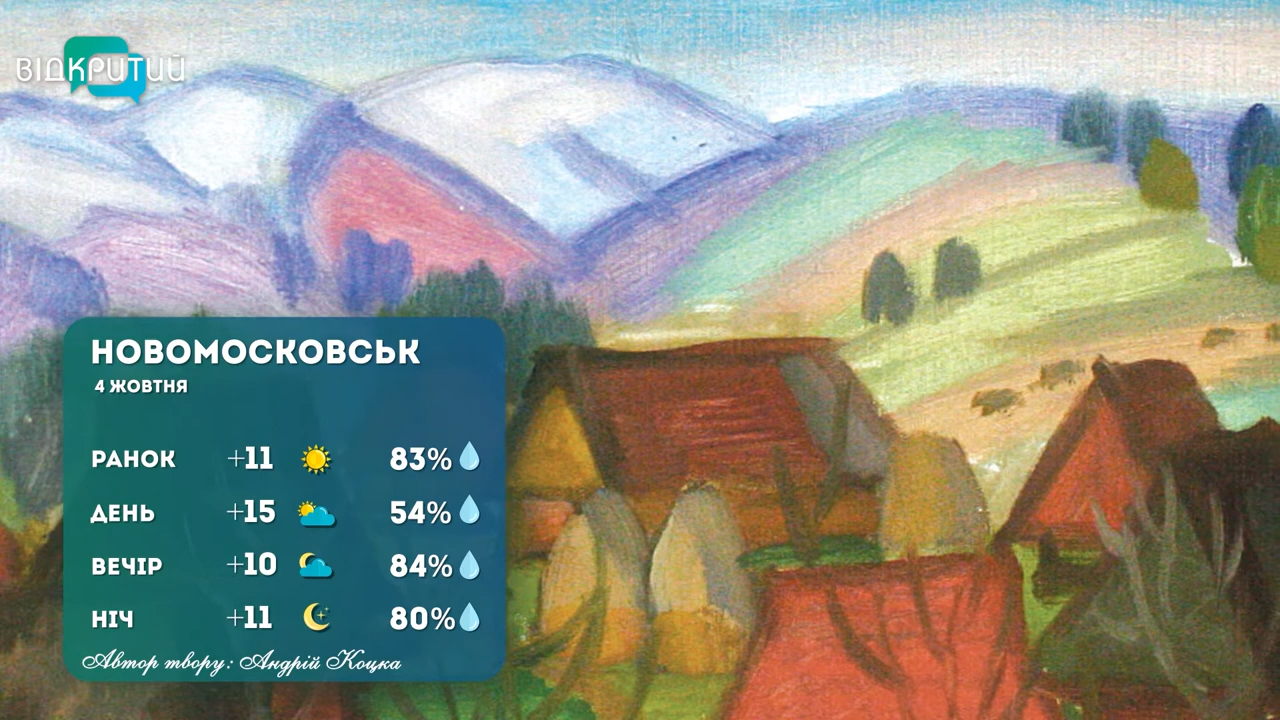 ВІДКРИТИЙ
НОВОМОСКОВСЬК
4 ЖОВТНЯ
РАНОК +11 83%
ДЕНЬ +15 54%
ВЕЧІР +10 84%
НІЧ +11 80%
Автор твору: Андрій Коцка